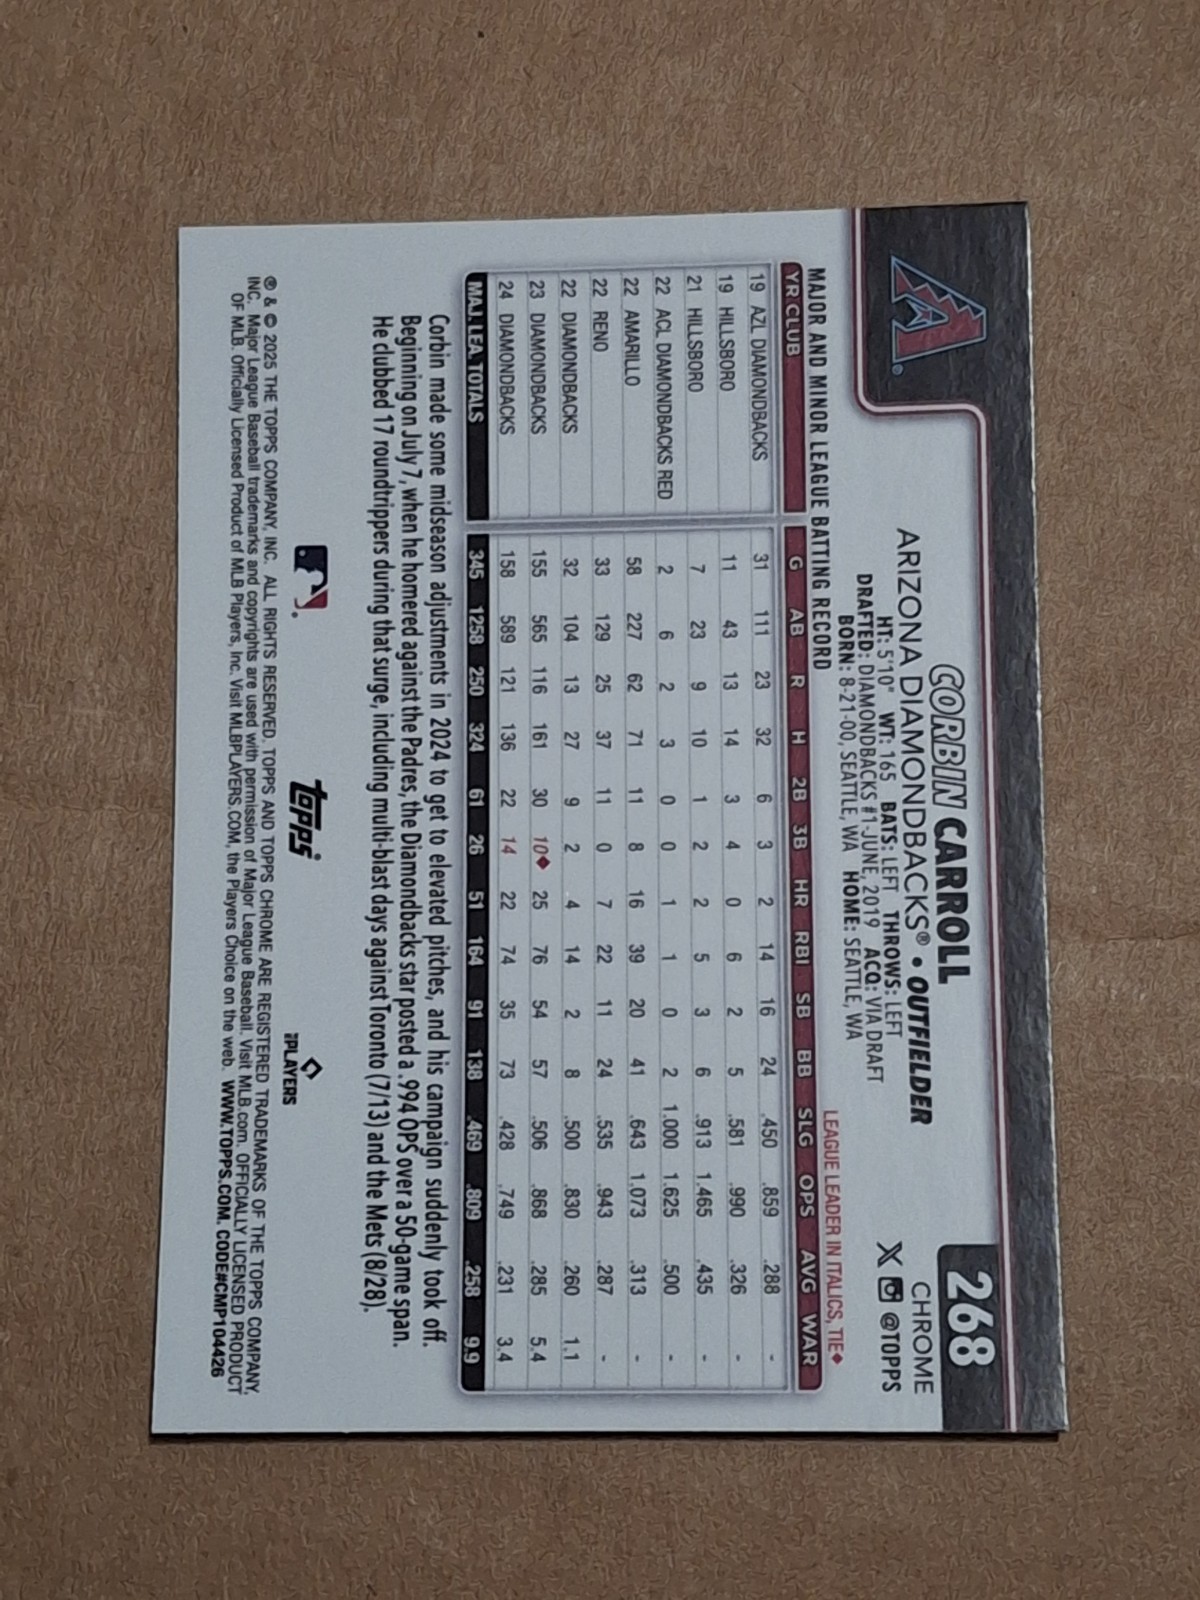 268
CHROME
@TOPPS
CORBIN CARROLL
ARIZONA DIAMONDBACKS® • OUTFIELDER
HT: 5'10" WT: 165 BATS: LEFT THROWS: LEFT
DRAFTED: DIAMONDBACKS #1-JUNE, 2019 ACQ: VIA DRAFT
BORN: 8-21-00, SEATTLE, WA HOME: SEATTLE, WA
MAJOR AND MINOR LEAGUE BATTING RECORD LEAGUE LEADER IN ITALICS, TIE◆
YR CLUB G AB R H 2B 3B HR RBI SB BB SLG OPS AVG WAR
19 AZL DIAMONDBACKS 31 111 23 32 6 3 2 14 16 24 .450 .859 .288 -
19 HILLSBORO 11 43 13 14 3 4 0 6 2 5 .581 .990 .326 -
21 HILLSBORO 7 23 9 10 1 2 2 5 3 6 .913 1.465 .435 -
22 ACL DIAMONDBACKS RED 2 6 2 3 0 0 1 1 0 2 1.000 1.625 .500 -
22 AMARILLO 58 227 62 71 11 8 16 39 20 41 .643 1.073 .313 -
22 RENO 33 129 25 37 11 0 7 22 11 24 .535 .943 .287 -
22 DIAMONDBACKS 32 104 13 27 9 2 4 14 2 8 .500 .830 .260 1.1
23 DIAMONDBACKS 155 565 116 161 30 10◆ 25 76 54 57 .506 .868 .285 5.4
24 DIAMONDBACKS 158 589 121 136 22 14 22 74 35 73 .428 .749 .231 3.4
MAJ. LEA. TOTALS 345 1258 250 324 61 26 51 164 91 138 .469 .809 .258 9.9
Corbin made some midseason adjustments in 2024 to get to elevated pitches, and his campaign suddenly took off.
Beginning on July 7, when he homered against the Padres, the Diamondbacks star posted a .994 OPS over a 50-game span.
He clubbed 17 roundtrippers during that surge, including multi-blast days against Toronto (7/13) and the Mets (8/28).
topps
PLAYERS
® & © 2025 THE TOPPS COMPANY, INC. ALL RIGHTS RESERVED. TOPPS AND TOPPS CHROME ARE REGISTERED TRADEMARKS OF THE TOPPS COMPANY,
INC. Major League Baseball trademarks and copyrights are used with permission of Major League Baseball. Visit MLB.com. OFFICIALLY LICENSED PRODUCT
OF MLB. Officially Licensed Product of MLB Players, Inc. Visit MLBPLAYERS.COM, the Players Choice on the web. WWW.TOPPS.COM. CODE#CMP104426